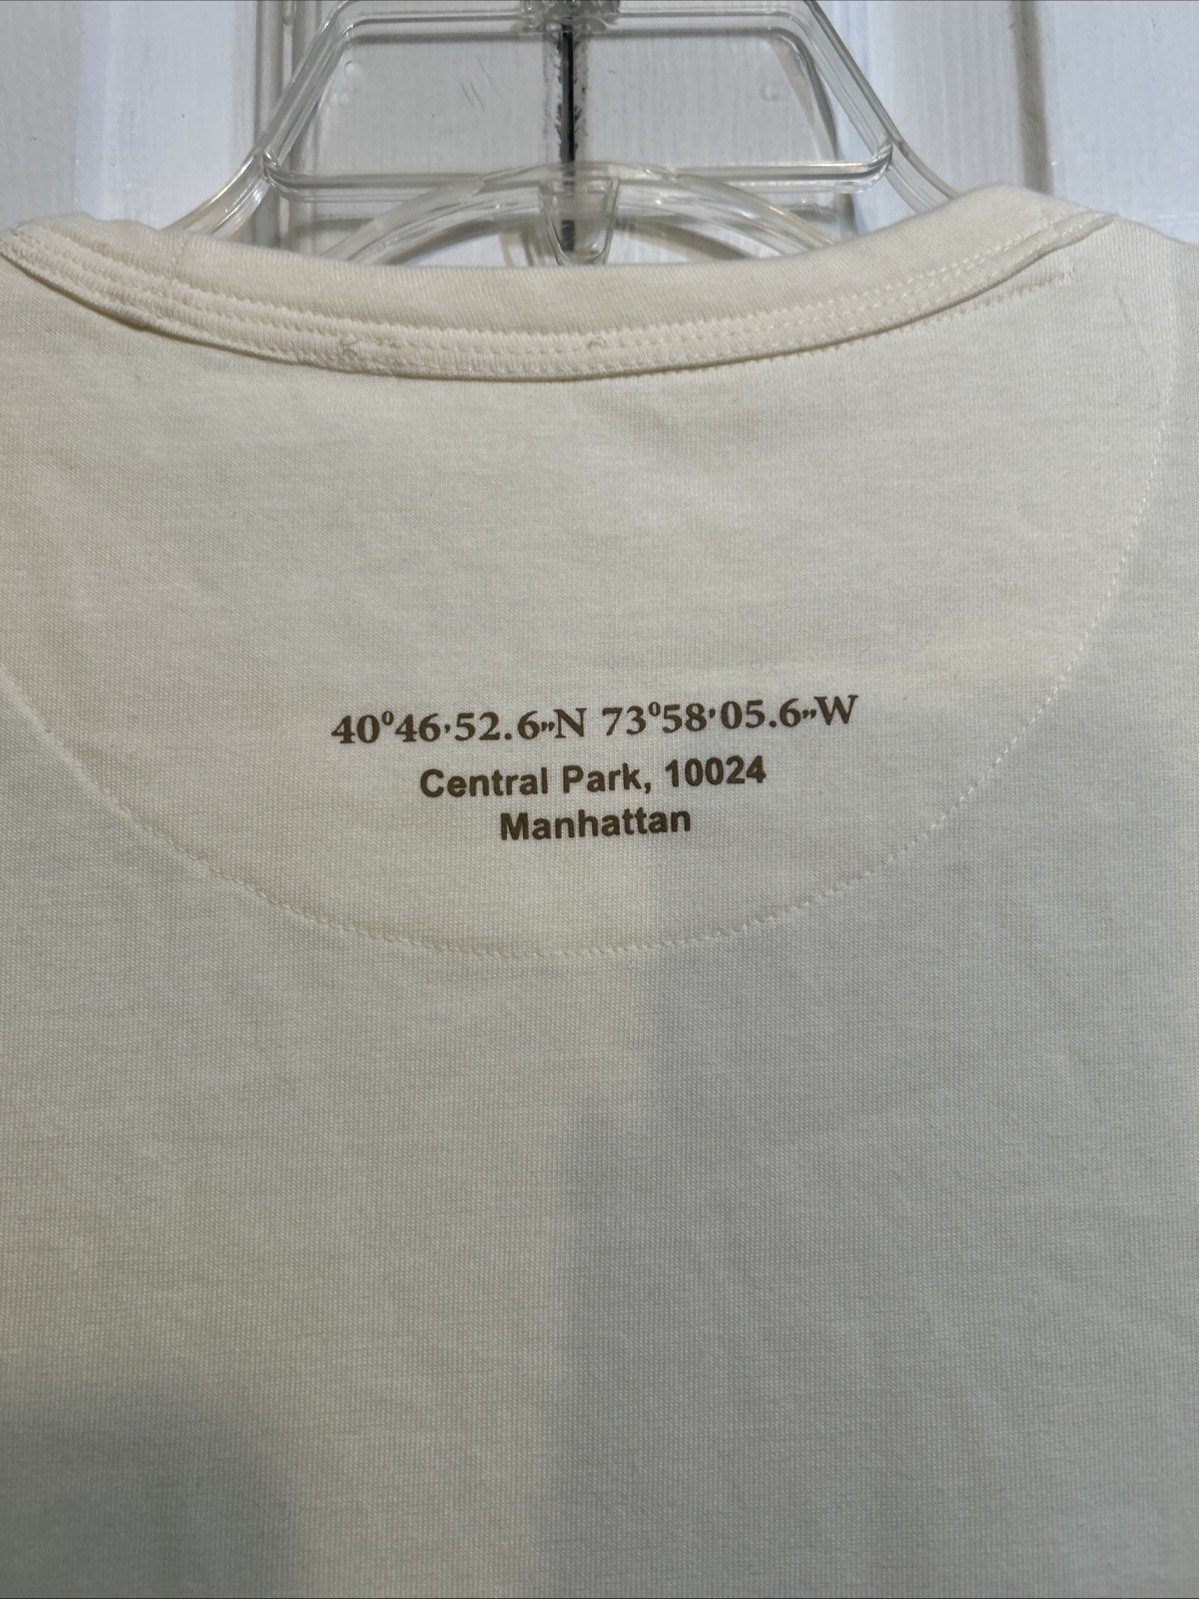 40°46'52.6"N 73°58'05.6"W
Central Park, 10024
Manhattan